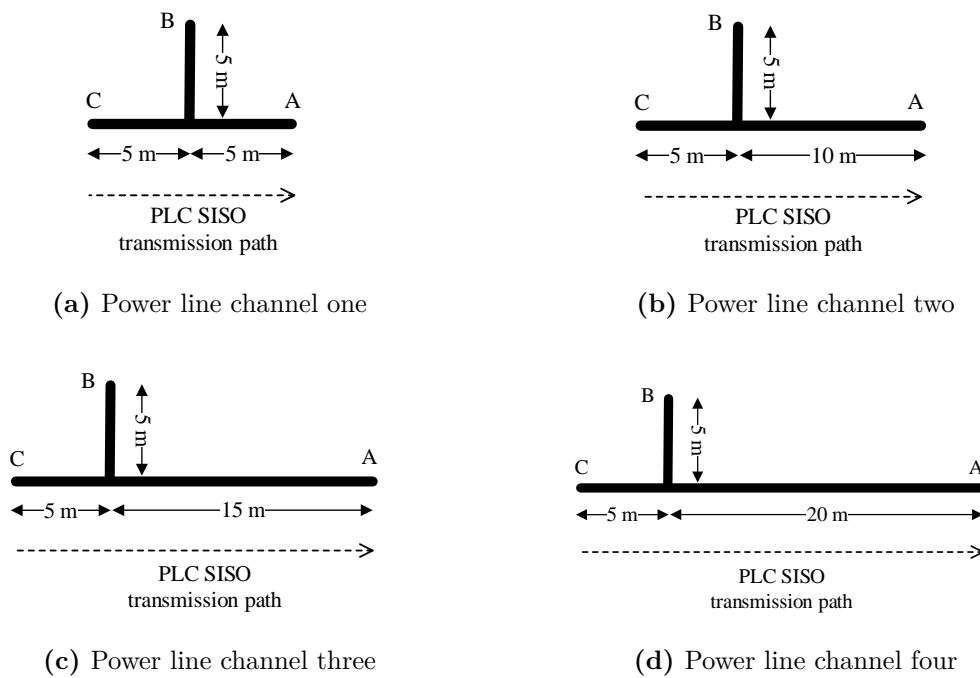 B
5 m
C
A
5 m
5 m
PLC SISO
transmission path
(a) Power line channel one
B
5 m
C
A
5 m
10 m
PLC SISO
transmission path
(b) Power line channel two
B
5 m
C
A
5 m
15 m
PLC SISO
transmission path
(c) Power line channel three
B
5 m
C
A
5 m
20 m
PLC SISO
transmission path
(d) Power line channel four